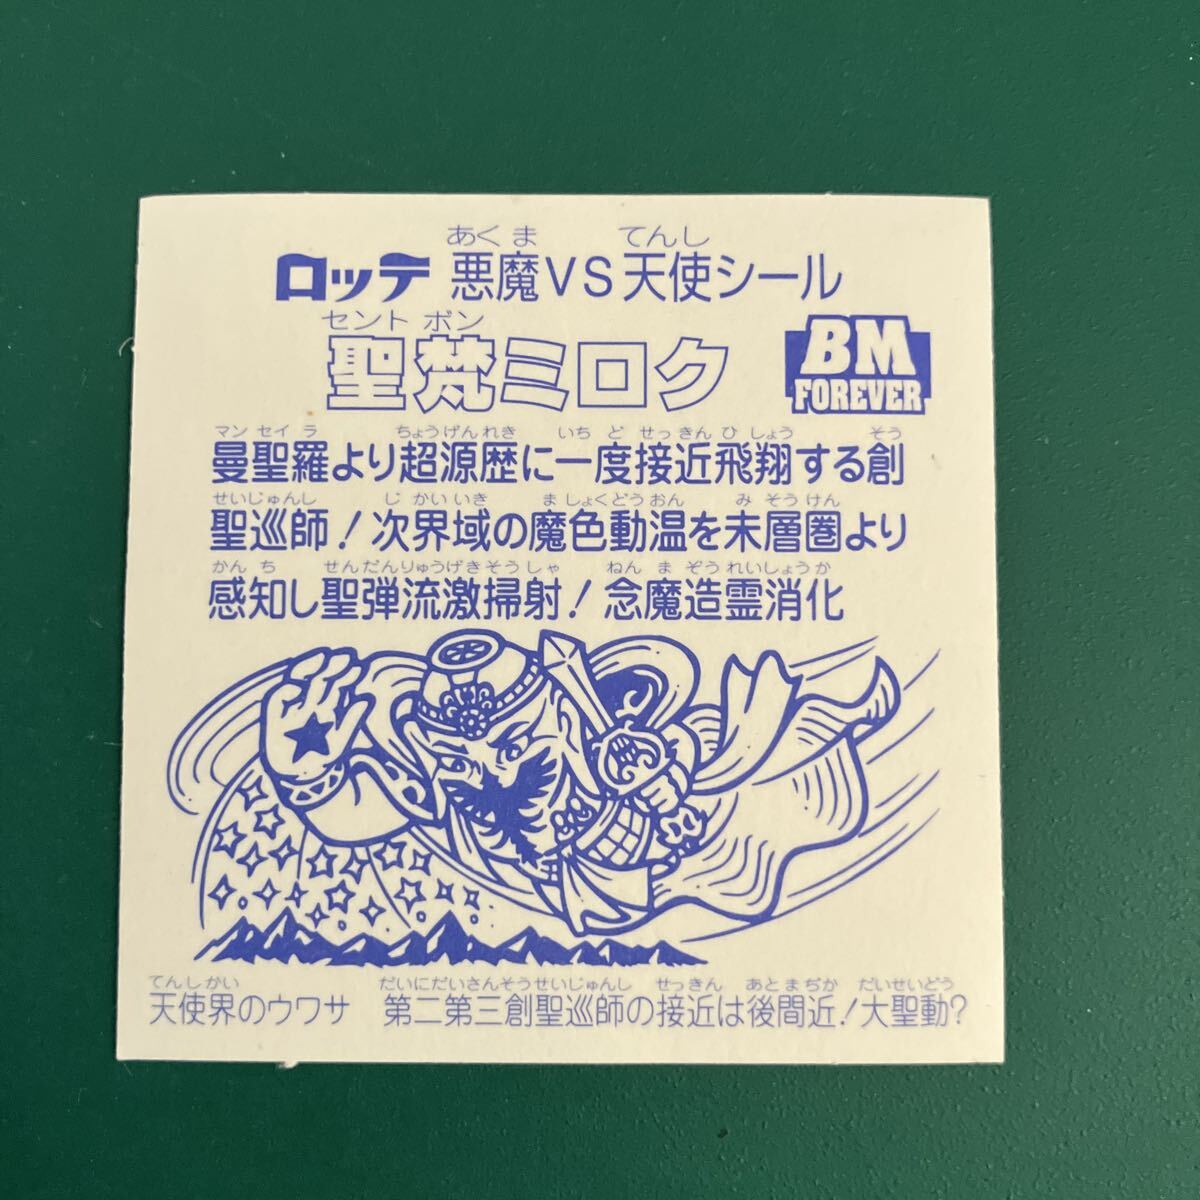 あくま てんし
ロッテ 悪魔VS天使シール
セント ボン
聖梵ミロク
BM
FOREVER
マンセイラ ちょうげんれき いちど せっきんひしょう そう
曼聖羅より超源歴に一度接近飛翔する創
せいじゅんし じかいいき ましょくどうおん みそうけん
聖巡師！次界域の魔色動温を未層圏より
かんち せんだんりゅうげきそうしゃ ねんまぞうれいしょうか
感知し聖弾流激掃射！念魔造霊消化
てんしかい だいにだいさんそうせいじゅんし せっきん あとまぢか だいせいどう
天使界のウワサ 第二第三創聖巡師の接近は後間近！大聖動？